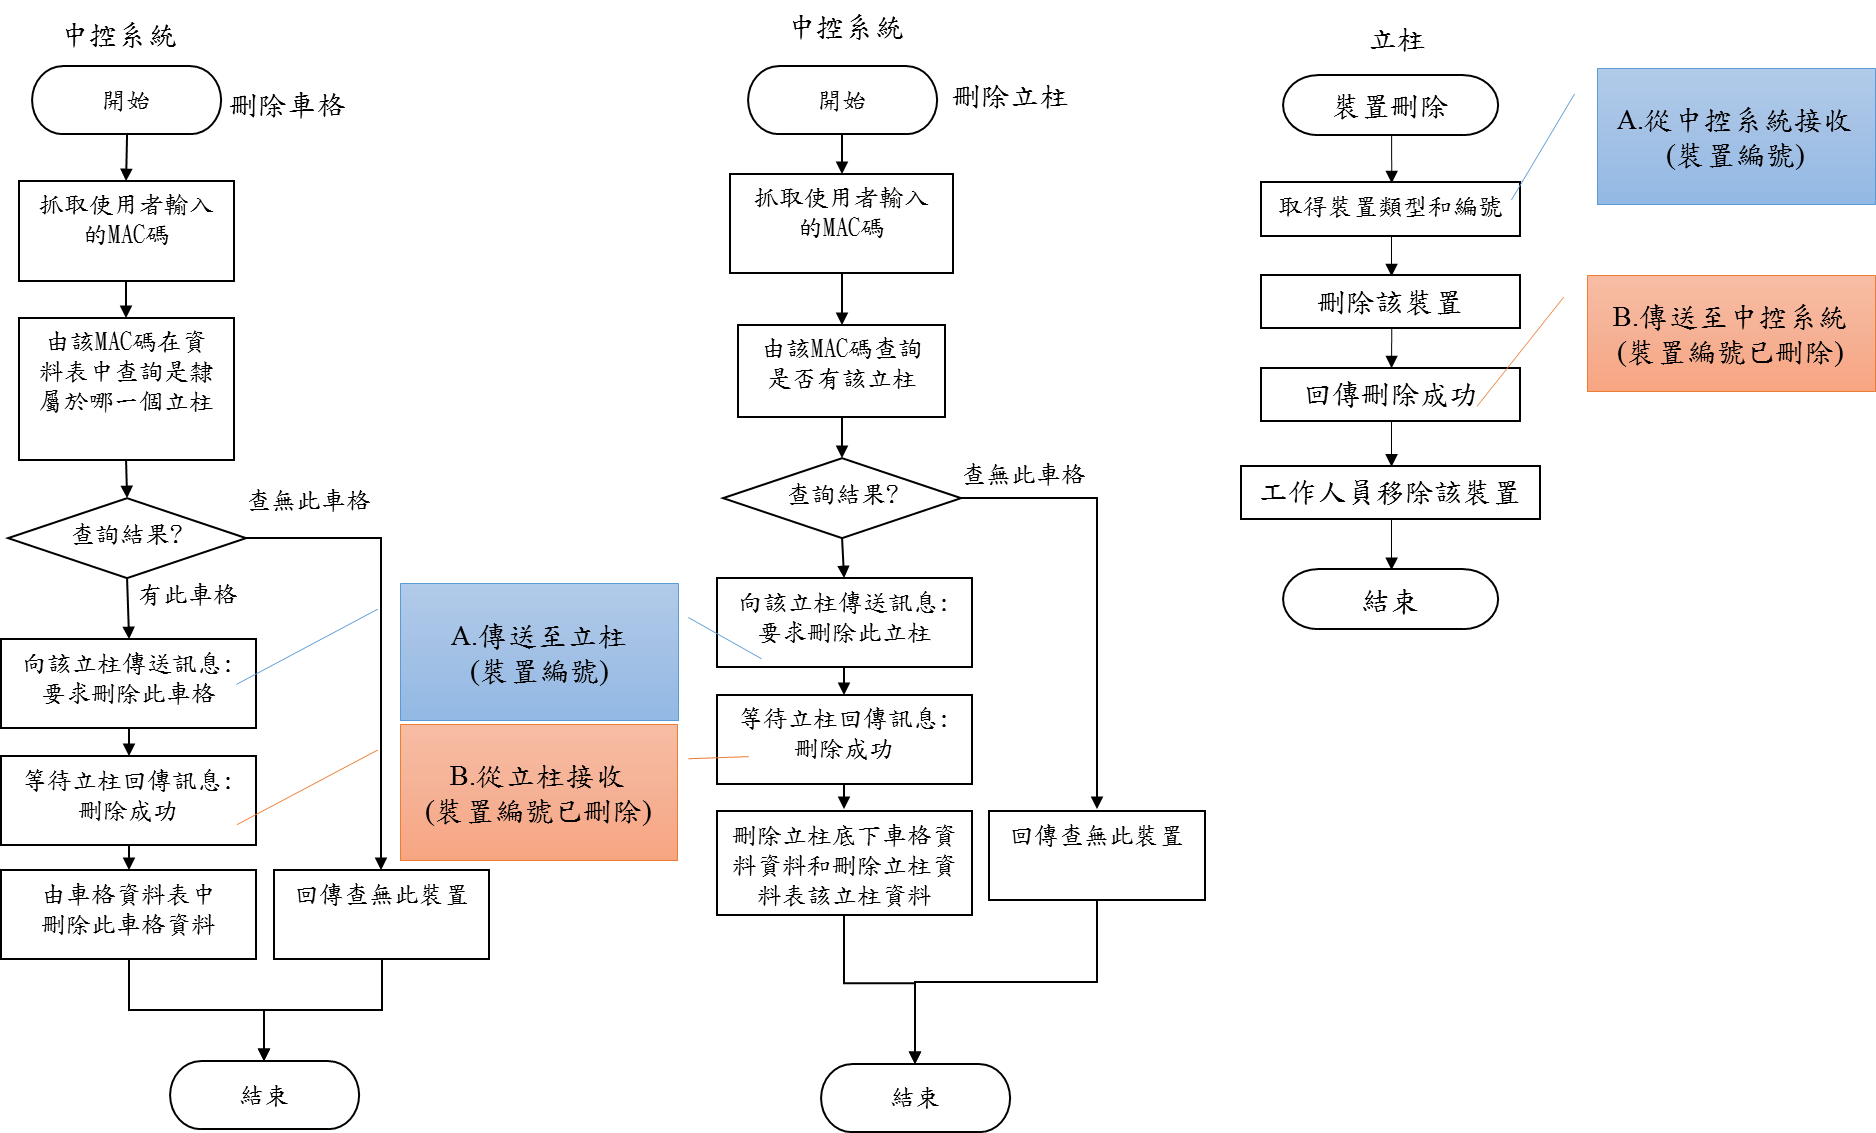 中控系統
開始
刪除車格
抓取使用者輸入
的MAC碼
由該MAC碼在資
料表中查詢是隸
屬於哪一個立柱
查詢結果?
查無此車格
有此車格
向該立柱傳送訊息:
要求刪除此車格
等待立柱回傳訊息:
刪除成功
由車格資料表中
刪除此車格資料
回傳查無此裝置
結束
A.傳送至立柱
(裝置編號)
B.從立柱接收
(裝置編號已刪除)
中控系統
開始
刪除立柱
抓取使用者輸入
的MAC碼
由該MAC碼查詢
是否有該立柱
查詢結果?
查無此車格
向該立柱傳送訊息:
要求刪除此立柱
等待立柱回傳訊息:
刪除成功
刪除立柱底下車格資
料資料和刪除立柱資
料表該立柱資料
回傳查無此裝置
結束
立柱
裝置刪除
取得裝置類型和編號
刪除該裝置
回傳刪除成功
工作人員移除該裝置
結束
A.從中控系統接收
(裝置編號)
B.傳送至中控系統
(裝置編號已刪除)